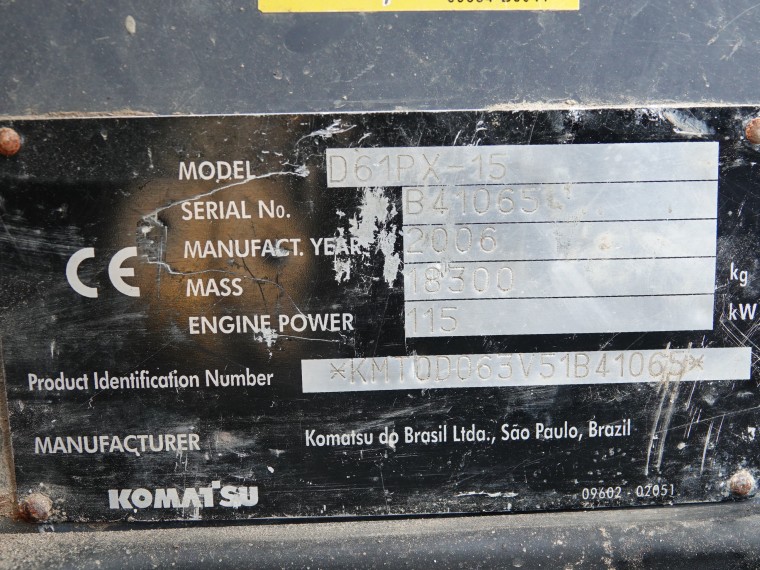 MODEL D61PX-15
SERIAL No. B41065
MANUFACT. YEAR 2006
MASS 18300 kg
ENGINE POWER 115 kW
CE
Product Identification Number *KMT0D063V51B41065*
MANUFACTURER Komatsu do Brasil Ltda., São Paulo, Brazil
KOMATSU
09602 - 02051